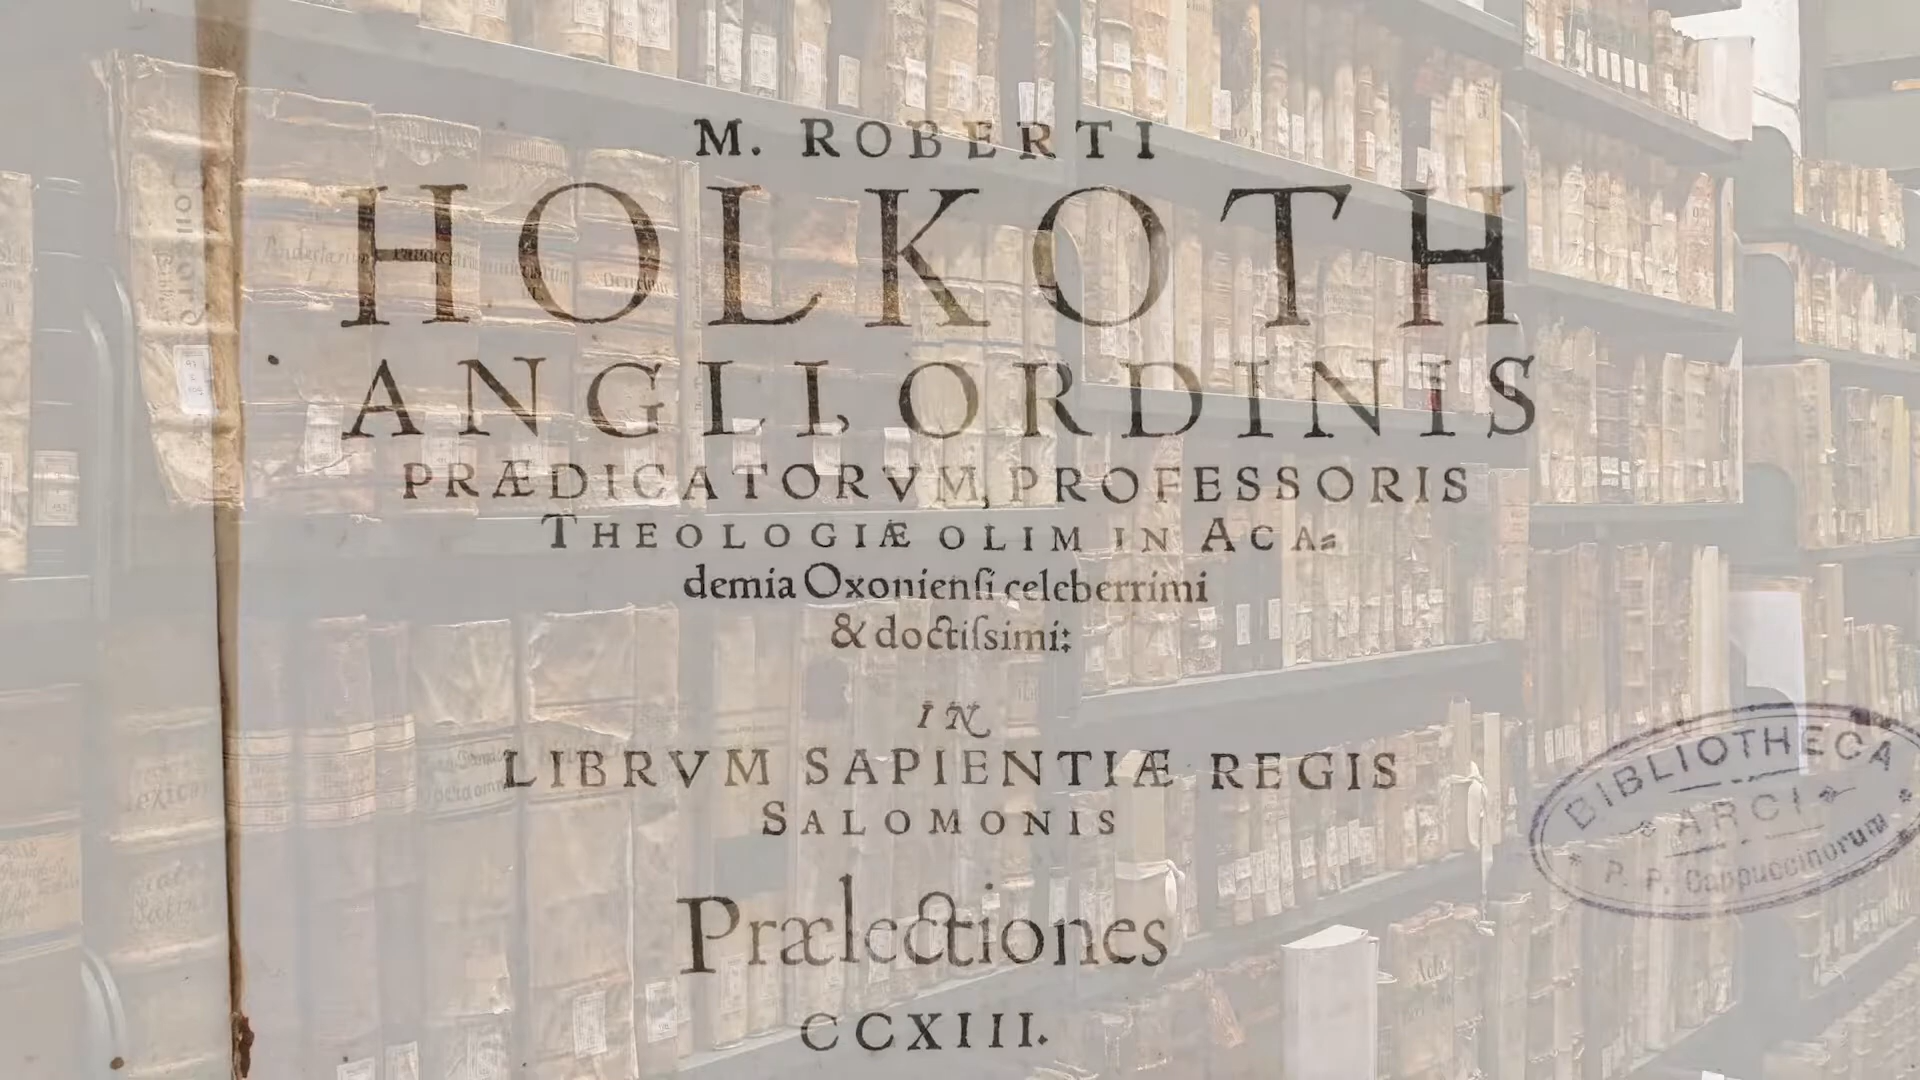 M. ROBERTI
HOLKOTH
ANGLI, ORDINIS
PRÆDICATORVM, PROFESSORIS
THEOLOGIÆ OLIM IN ACA=
demia Oxonienſi celeberrimi
& doctiſsimi:
IN
LIBRVM SAPIENTIÆ REGIS
SALOMONIS
Prælectiones
CCXIII.
BIBLIOTHECA
ARCI
P. P. Cappuccinorum